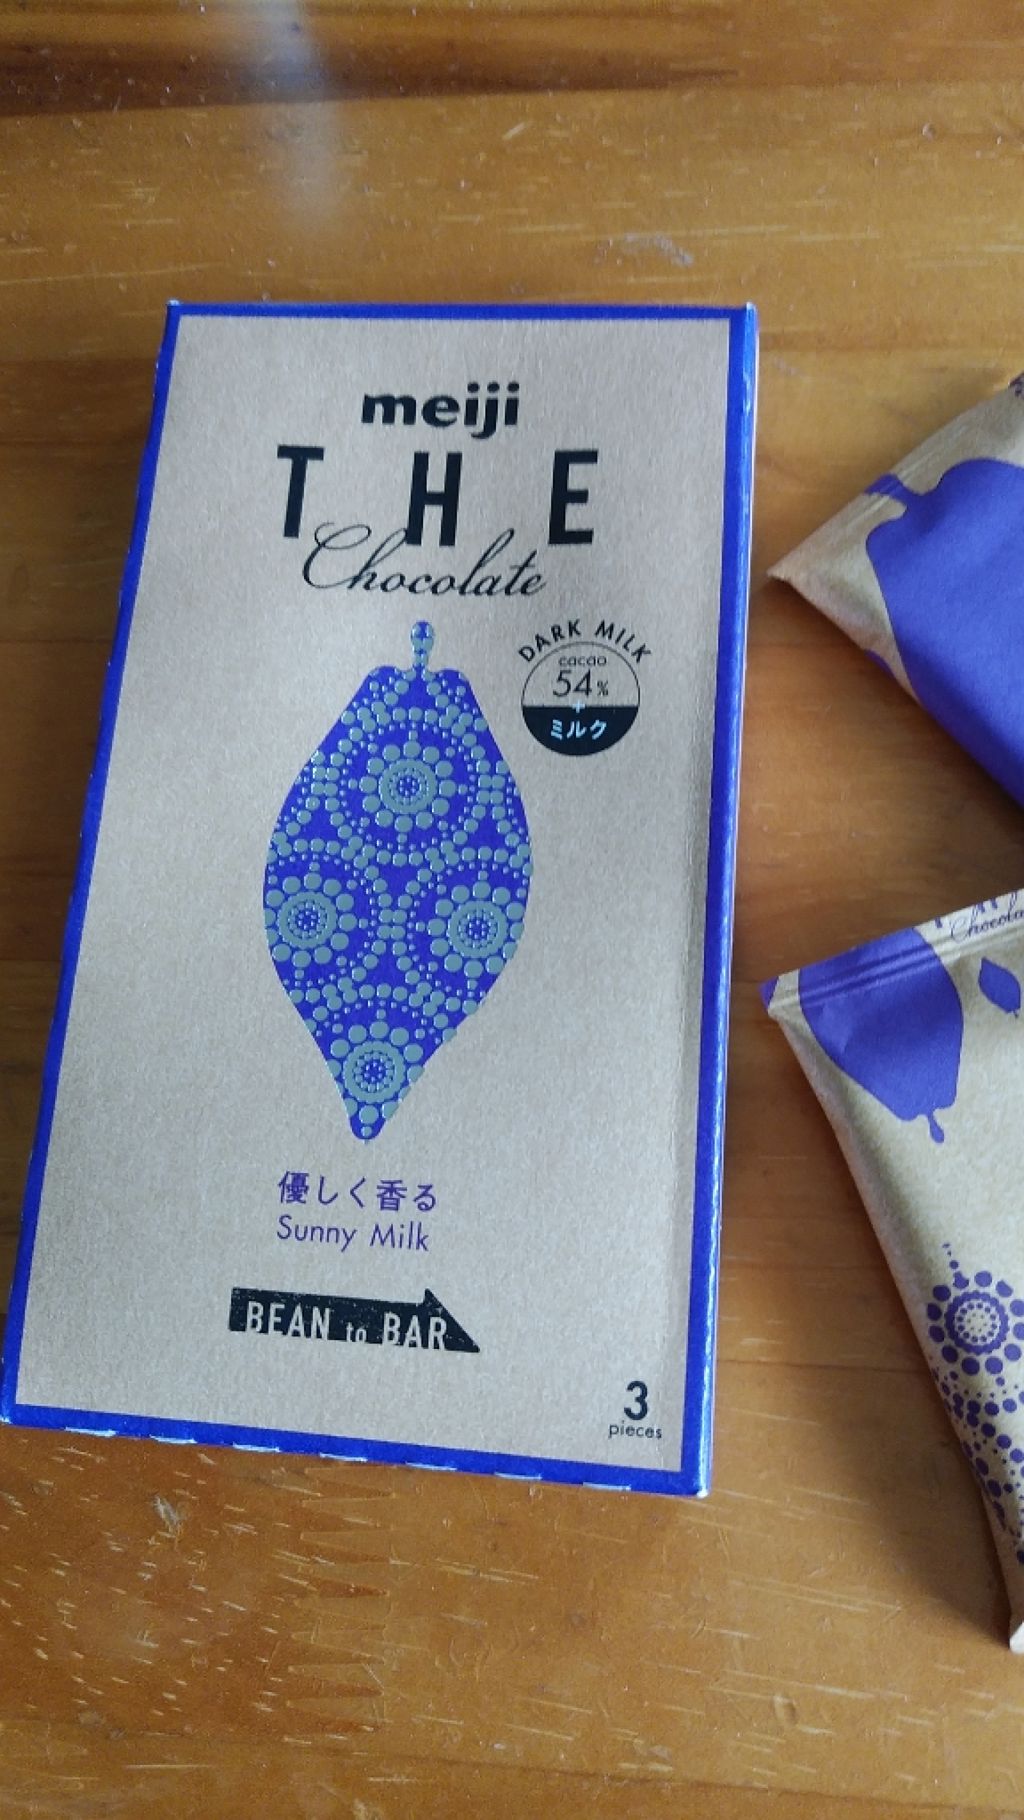 meiji
THE
Chocolate
DARK MILK
cacao
54%
+
ミルク
優しく香る
Sunny Milk
BEAN to BAR
3
pieces